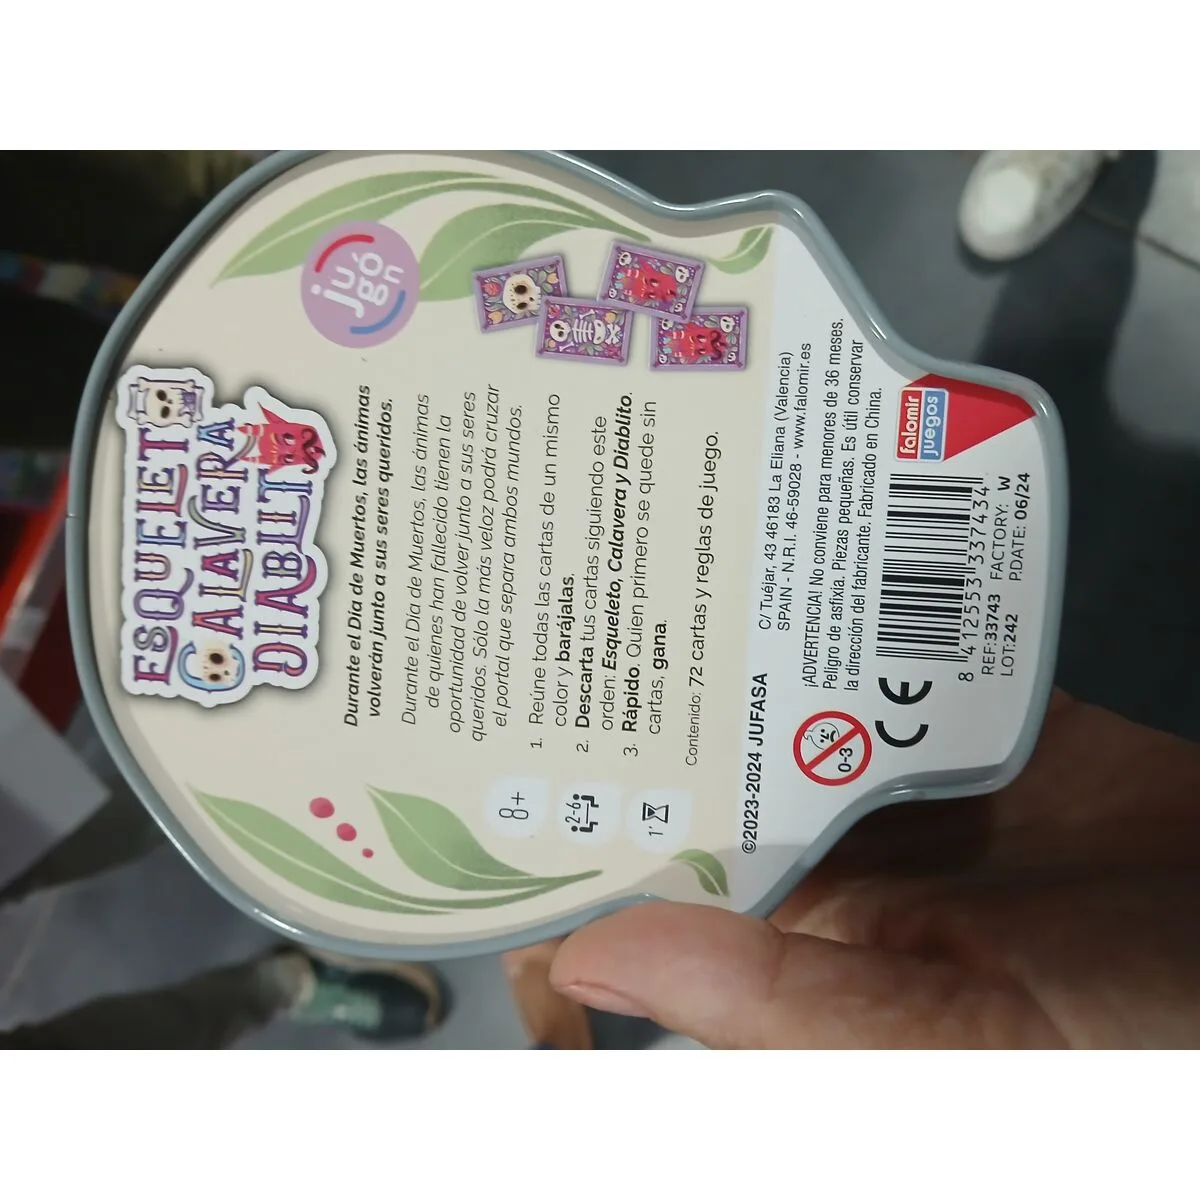 ESQUELETO
CALAVERA
DIABLITO
jugón
Durante el Día de Muertos, las ánimas
volverán junto a sus seres queridos.
Durante el Día de Muertos, las ánimas
de quienes han fallecido tienen la
oportunidad de volver junto a sus seres
queridos. Sólo la más veloz podrá cruzar
el portal que separa ambos mundos.
8+
2-6
1'
1. Reúne todas las cartas de un mismo
color y barájalas.
2. Descarta tus cartas siguiendo este
orden: Esqueleto, Calavera y Diablito.
3. Rápido. Quien primero se quede sin
cartas, gana.
Contenido: 72 cartas y reglas de juego.
©2023-2024 JUFASA
C/ Tuéjar, 43 46183 La Eliana (Valencia)
SPAIN - N.R.I. 46-59028 - www.falomir.es
0-3
¡ADVERTENCIA! No conviene para menores de 36 meses.
Peligro de asfixia. Piezas pequeñas. Es útil conservar
la dirección del fabricante. Fabricado en China.
CE
8 412553 337434
REF:33743 FACTORY: W
LOT:242 P.DATE: 06/24
falomir
juegos